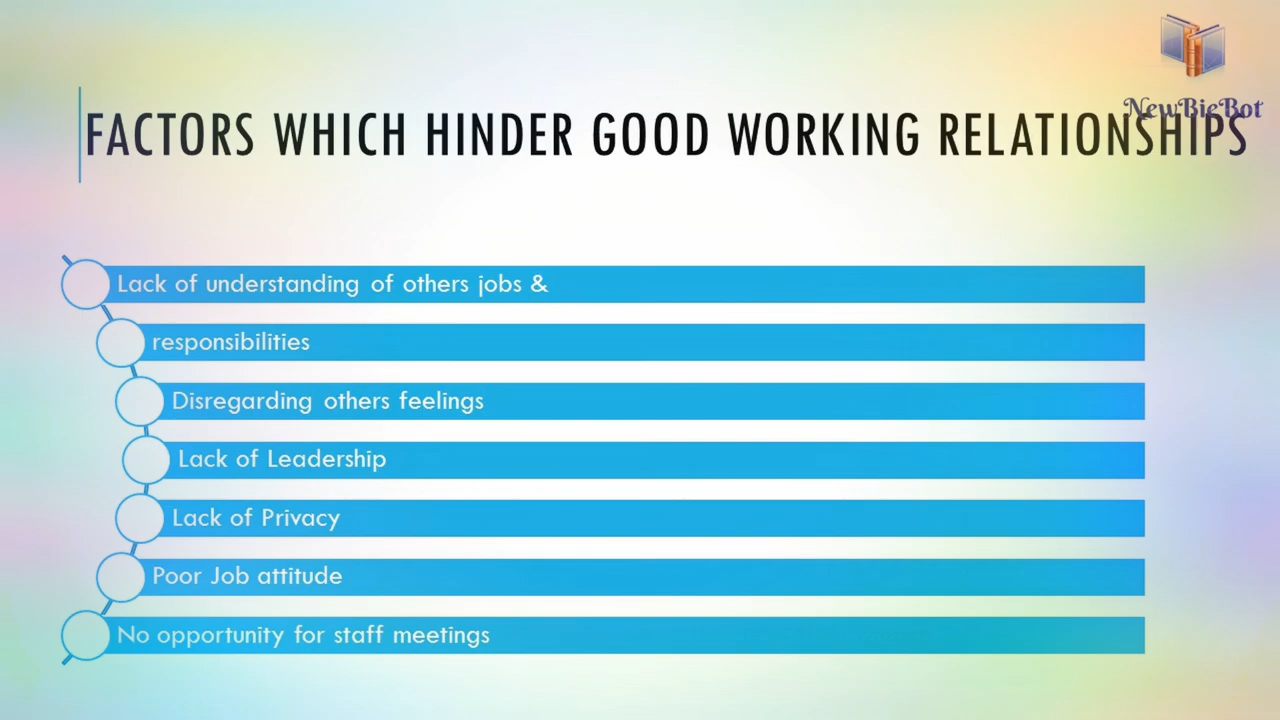 NewBieBot
FACTORS WHICH HINDER GOOD WORKING RELATIONSHIPS
Lack of understanding of others jobs &
responsibilities
Disregarding others feelings
Lack of Leadership
Lack of Privacy
Poor Job attitude
No opportunity for staff meetings